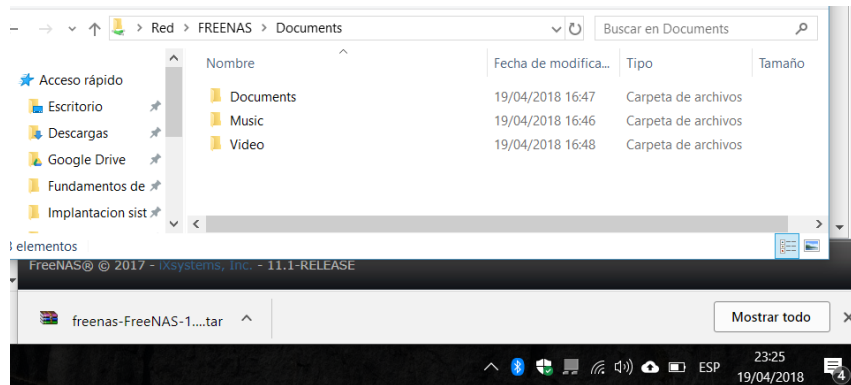 Red > FREENAS > Documents
Buscar en Documents
Nombre Fecha de modifica... Tipo Tamaño
Acceso rápido
Escritorio
Descargas
Google Drive
Fundamentos de
Implantacion sist
Documents 19/04/2018 16:47 Carpeta de archivos
Music 19/04/2018 16:46 Carpeta de archivos
Video 19/04/2018 16:48 Carpeta de archivos
elementos
FreeNAS® © 2017 - iXsystems, Inc. - 11.1-RELEASE
freenas-FreeNAS-1....tar
Mostrar todo
ESP
23:25
19/04/2018
4